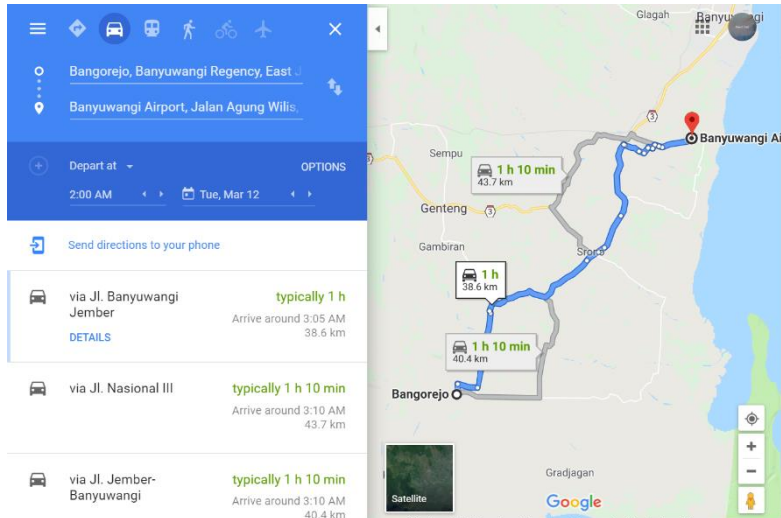 Bangorejo, Banyuwangi Regency, East J
Banyuwangi Airport, Jalan Agung Wilis,
Depart at
OPTIONS
2:00 AM
Tue, Mar 12
Send directions to your phone
via Jl. Banyuwangi
Jember
typically 1 h
Arrive around 3:05 AM
38.6 km
DETAILS
via Jl. Nasional III
typically 1 h 10 min
Arrive around 3:10 AM
43.7 km
via Jl. Jember-
Banyuwangi
typically 1 h 10 min
Arrive around 3:10 AM
40.4 km
Glagah
3
Banyuwangi Ai
Sempu
1 h 10 min
43.7 km
Genteng
3
Gambiran
1 h
38.6 km
1 h 10 min
40.4 km
Bangorejo
Gradjagan
Satellite
Google